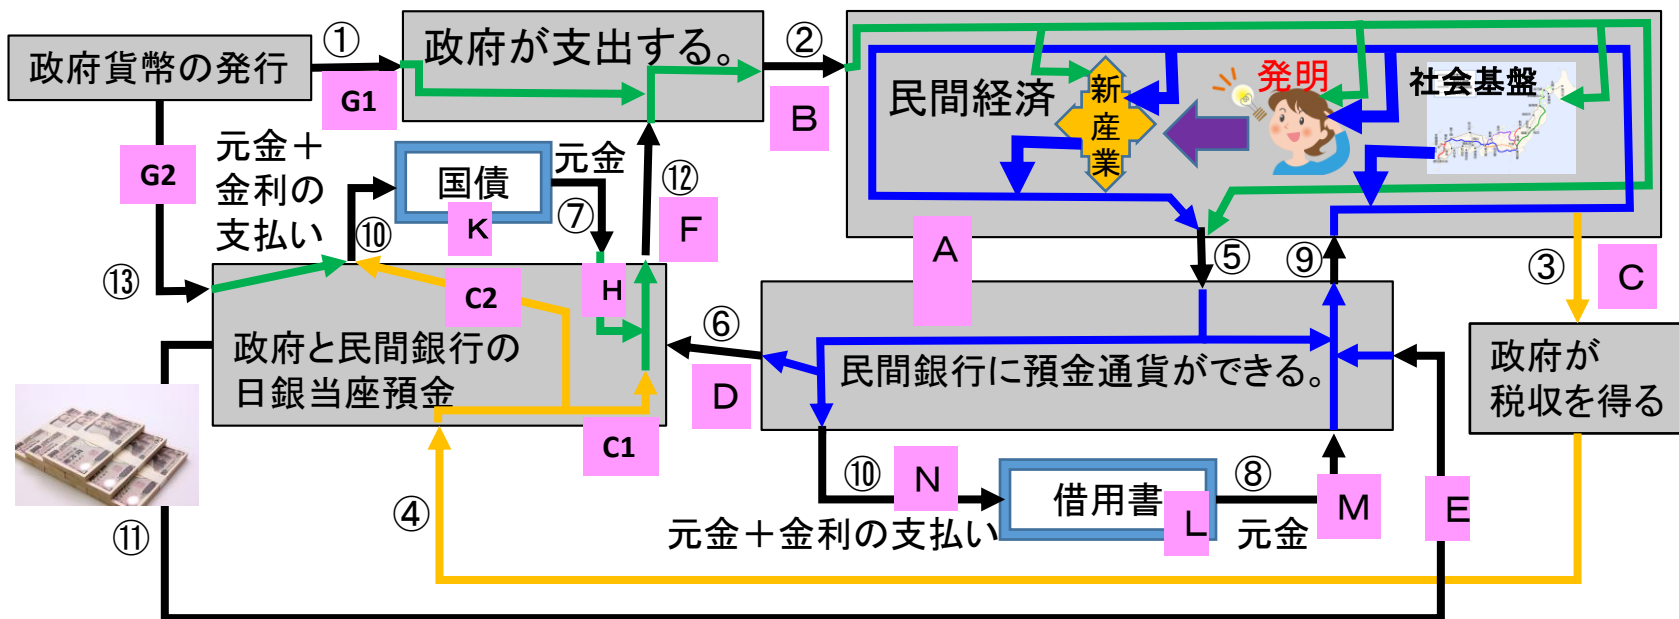 ①
②
政府貨幣の発行
G1
政府が支出する。
B
民間経済
新産業
発明
社会基盤
G2
元金＋
金利の
支払い
⑩
国債
K
元金
⑦
⑫
F
A
⑤
⑨
③
C
⑬
C2
H
政府と民間銀行の
日銀当座預金
C1
⑥
D
民間銀行に預金通貨ができる。
政府が
税収を得る
⑪
④
⑩
N
元金＋金利の支払い
借用書
L
⑧
元金
M
E